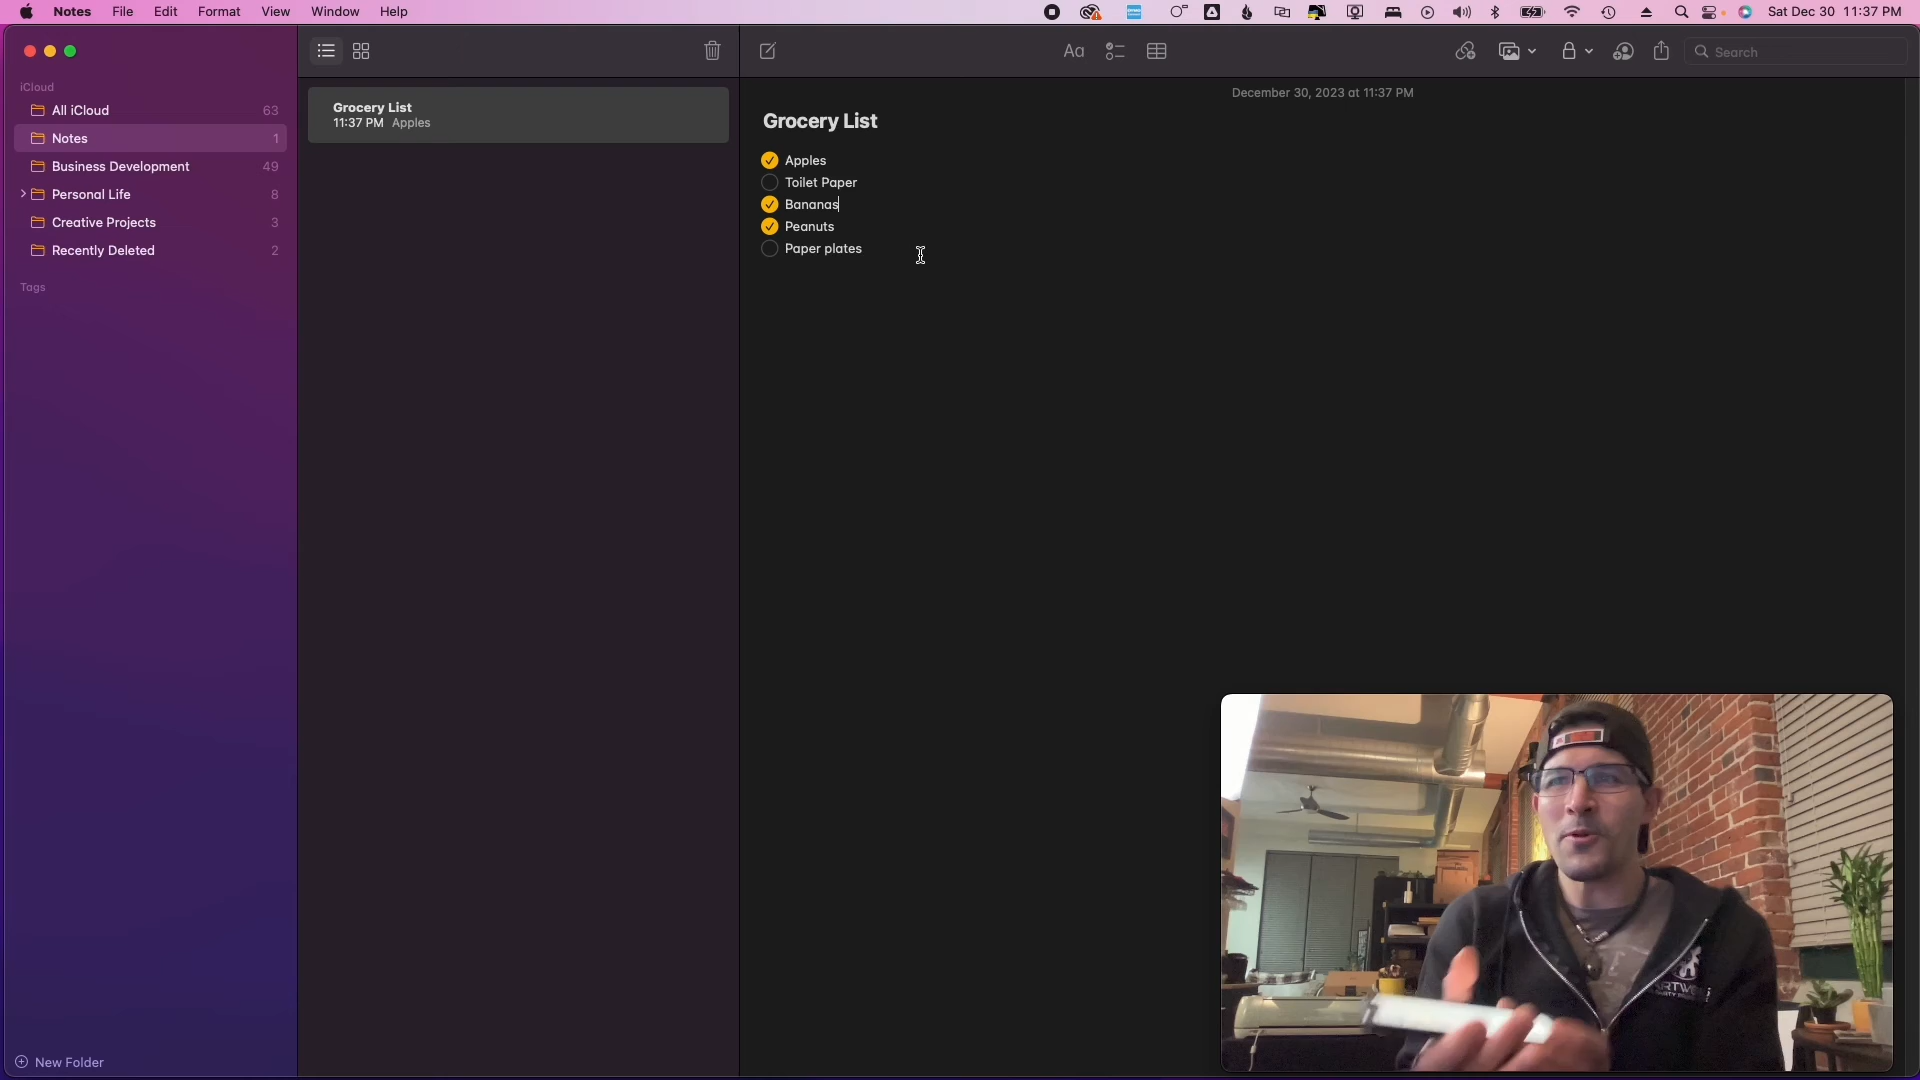 Notes File Edit Format View Window Help
Sat Dec 30 11:37 PM
iCloud
All iCloud 63
Notes 1
Business Development 49
Personal Life 8
Creative Projects 3
Recently Deleted 2
Tags
New Folder
Grocery List
11:37 PM Apples
Aa
Search
December 30, 2023 at 11:37 PM
Grocery List
Apples
Toilet Paper
Bananas
Peanuts
Paper plates